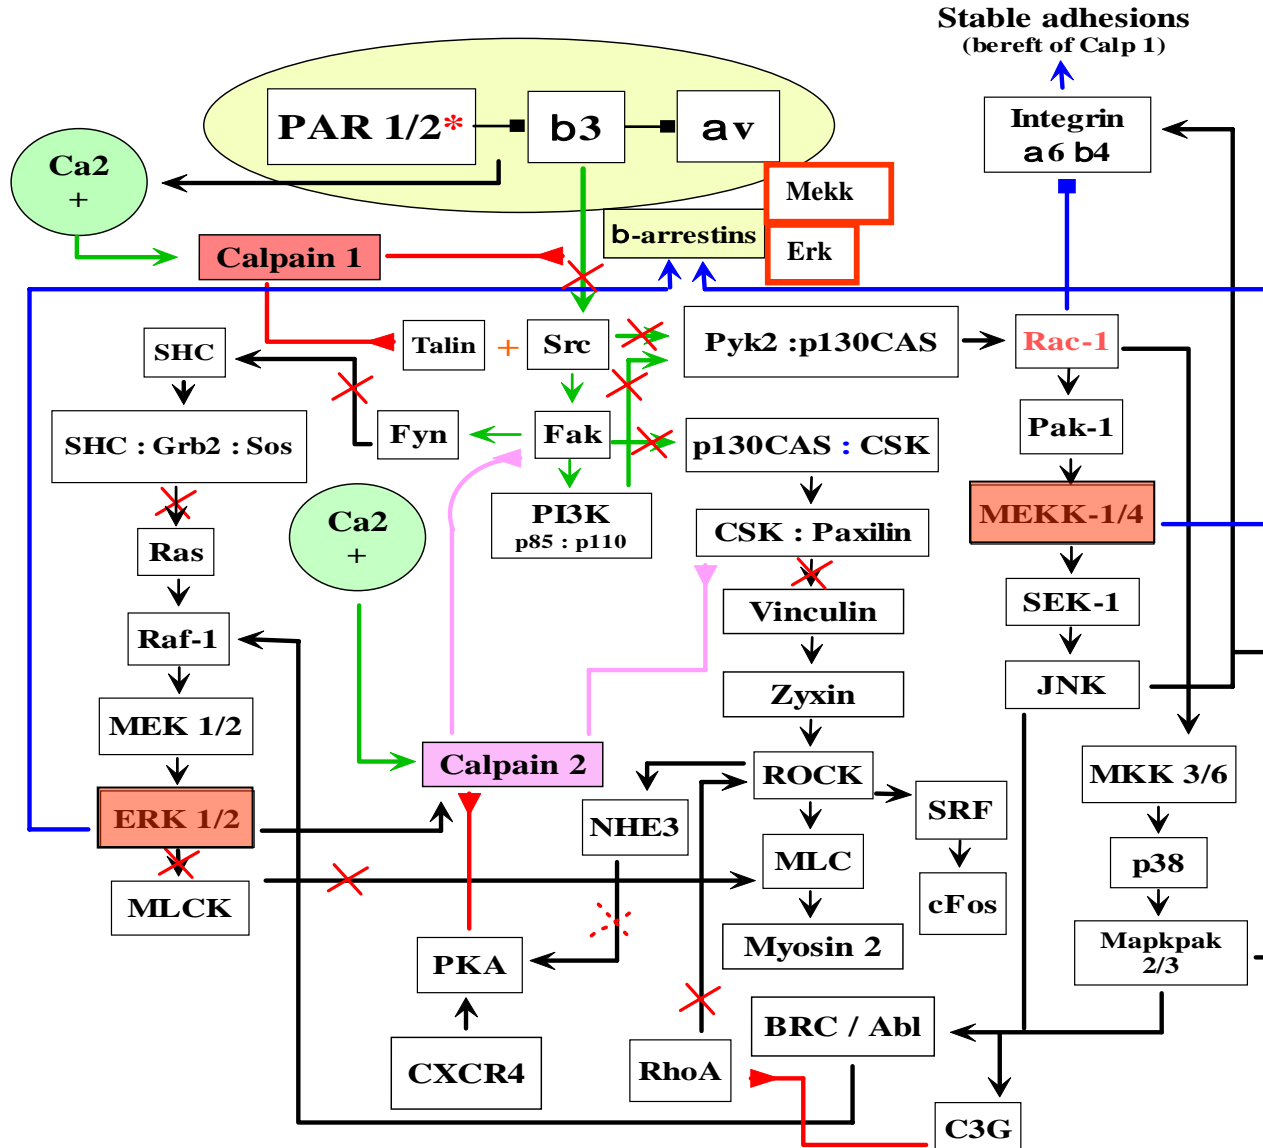 Stable adhesions
(bereft of Calp 1)
PAR 1/2*
b3
av
Integrin
a6 b4
Ca2
+
Mekk
b-arrestins
Erk
Calpain 1
SHC
Talin
+
Src
Pyk2 :p130CAS
Rac-1
SHC : Grb2 : Sos
Fyn
Fak
p130CAS : CSK
Pak-1
Ca2
+
PI3K
p85 : p110
CSK : Paxilin
MEKK-1/4
Ras
Vinculin
SEK-1
Raf-1
Zyxin
JNK
MEK 1/2
Calpain 2
ROCK
MKK 3/6
ERK 1/2
NHE3
SRF
MLC
p38
MLCK
cFos
Myosin 2
Mapkpak
2/3
PKA
BRC / Abl
CXCR4
RhoA
C3G